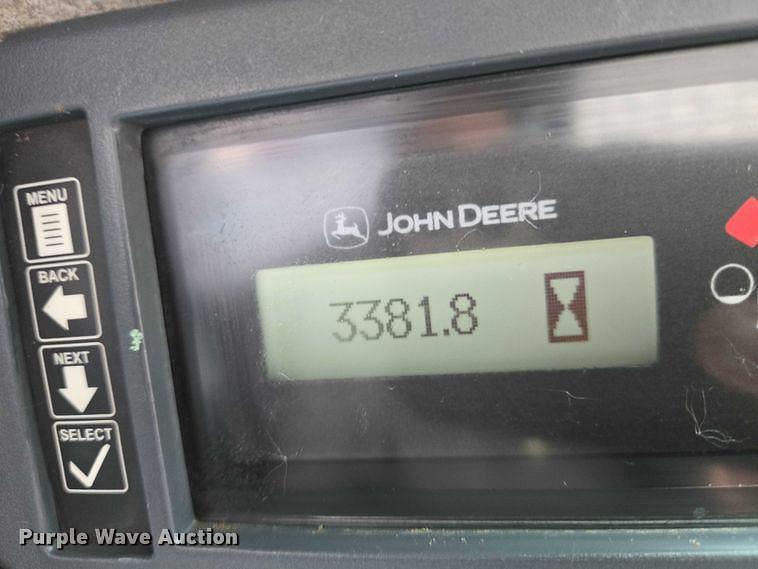 MENU
BACK
NEXT
SELECT
JOHN DEERE
3381.8
Purple Wave Auction®